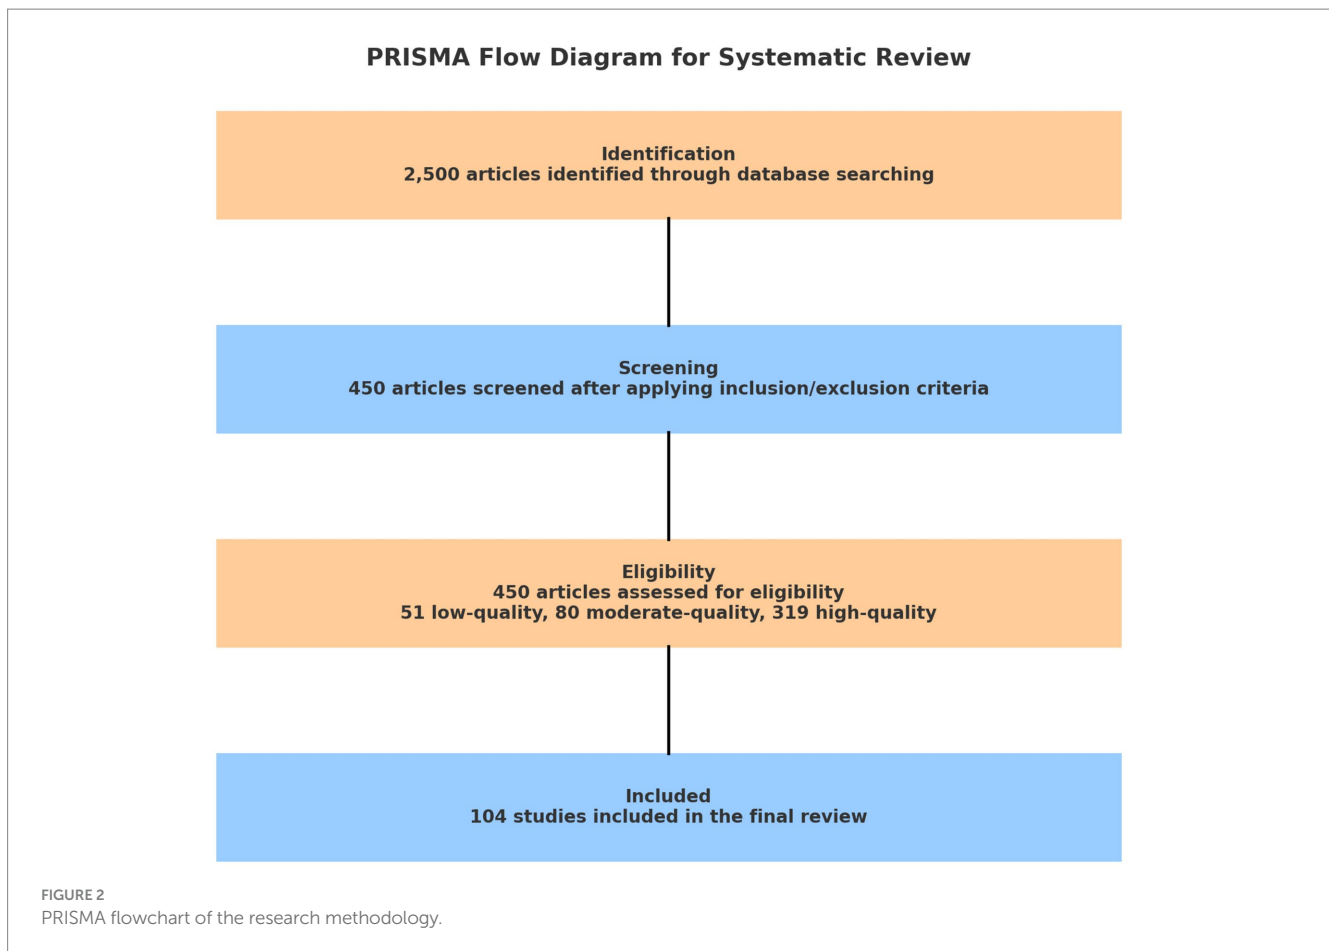 PRISMA Flow Diagram for Systematic Review
Identification
2,500 articles identified through database searching
Screening
450 articles screened after applying inclusion/exclusion criteria
Eligibility
450 articles assessed for eligibility
51 low-quality, 80 moderate-quality, 319 high-quality
Included
104 studies included in the final review
FIGURE 2
PRISMA flowchart of the research methodology.